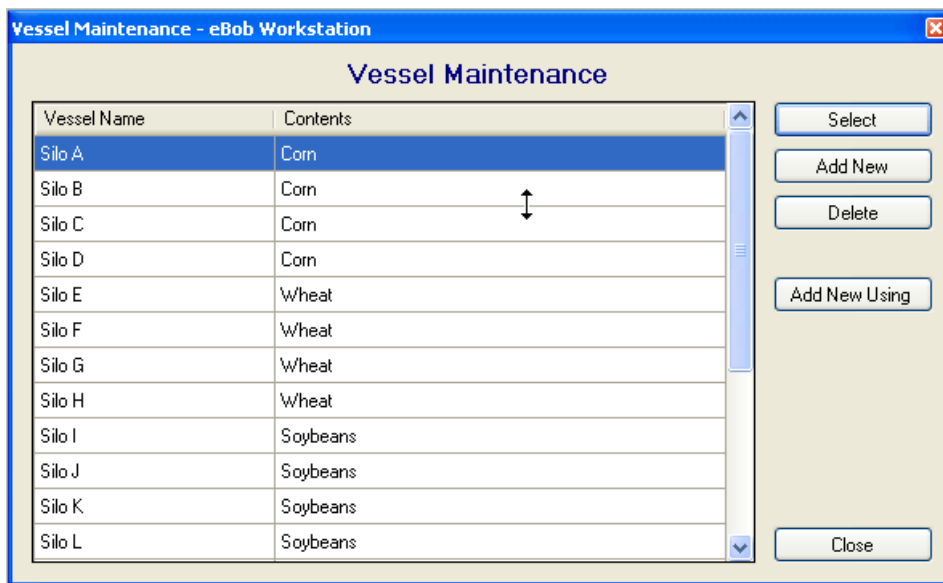 Vessel Maintenance - eBob Workstation
Vessel Maintenance
Vessel Name Contents
Silo A Corn
Silo B Corn
Silo C Corn
Silo D Corn
Silo E Wheat
Silo F Wheat
Silo G Wheat
Silo H Wheat
Silo I Soybeans
Silo J Soybeans
Silo K Soybeans
Silo L Soybeans
Select
Add New
Delete
Add New Using
Close